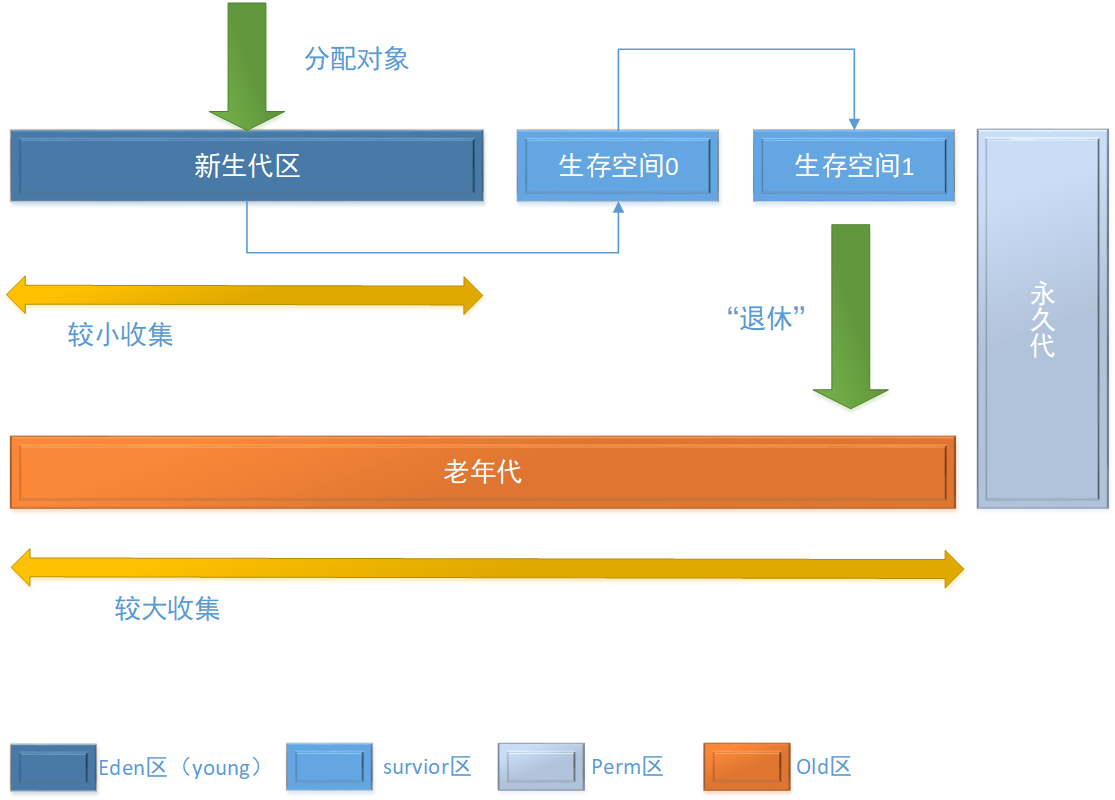 分配对象
新生代区
生存空间0
生存空间1
永久代
较小收集
“退休”
老年代
较大收集
Eden区（young）
survior区
Perm区
Old区